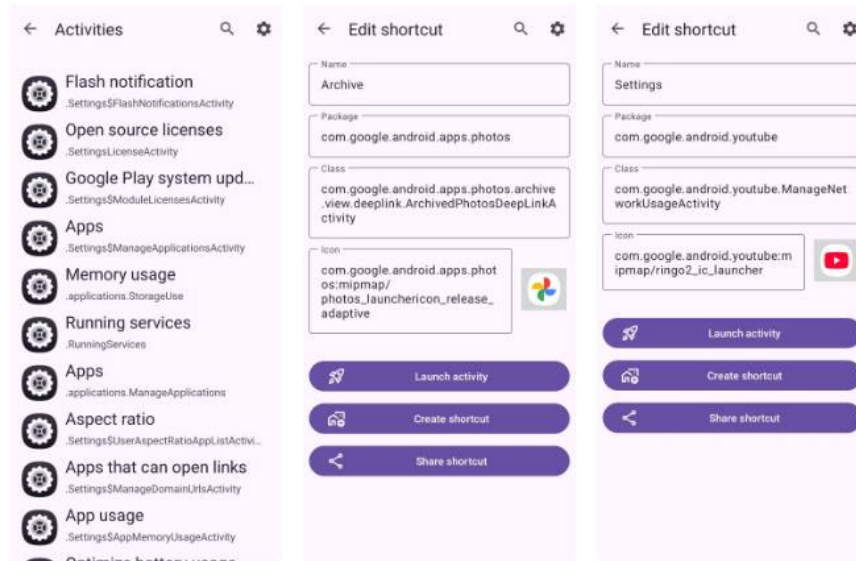 Activities
Flash notification
.Settings$FlashNotificationsActivity
Open source licenses
.SettingsLicenseActivity
Google Play system upd...
.Settings$ModuleLicensesActivity
Apps
.Settings$ManageApplicationsActivity
Memory usage
.applications.StorageUse
Running services
.RunningServices
Apps
.applications.ManageApplications
Aspect ratio
.Settings$UserAspectRatioAppListActivi...
Apps that can open links
.Settings$ManageDomainUrlsActivity
App usage
.Settings$AppMemoryUsageActivity
Edit shortcut
Name
Archive
Package
com.google.android.apps.photos
Class
com.google.android.apps.photos.archive
.view.deeplink.ArchivedPhotosDeepLinkA
ctivity
Icon
com.google.android.apps.phot
os:mipmap/
photos_launchericon_release_
adaptive
Launch activity
Create shortcut
Share shortcut
Edit shortcut
Name
Settings
Package
com.google.android.youtube
Class
com.google.android.youtube.ManageNet
workUsageActivity
Icon
com.google.android.youtube:m
ipmap/ringo2_ic_launcher
Launch activity
Create shortcut
Share shortcut